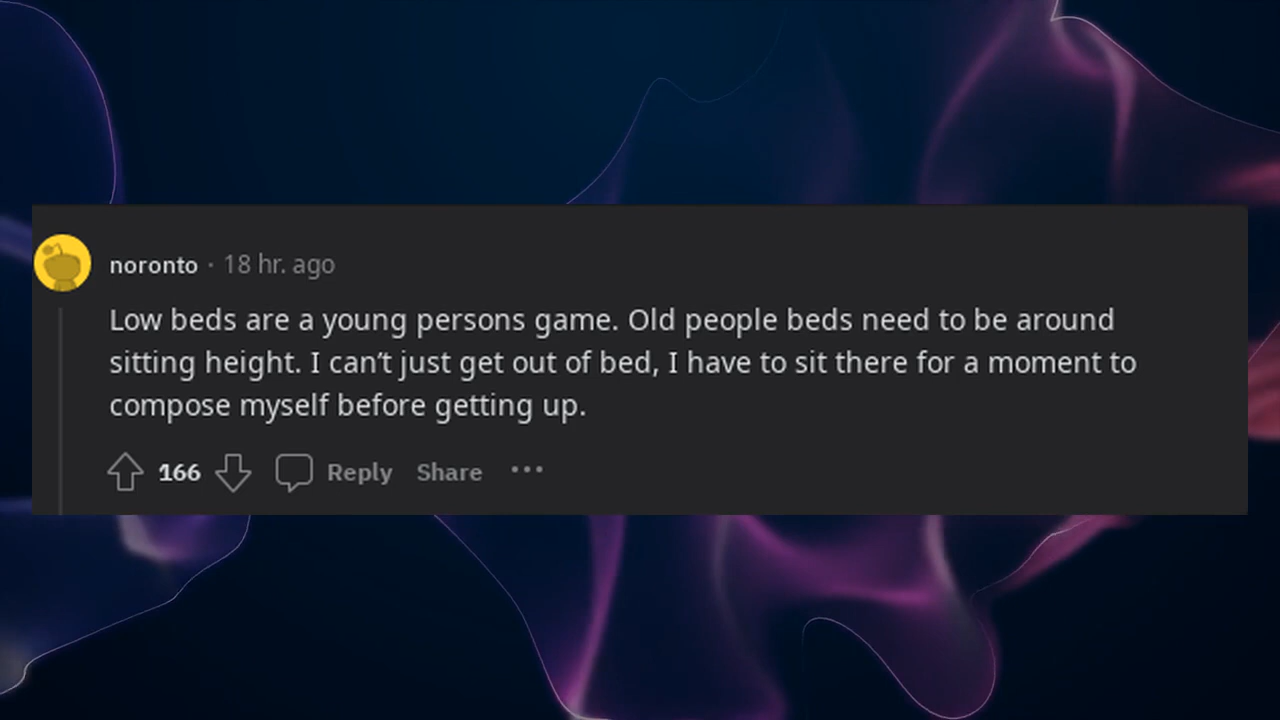 noronto · 18 hr. ago
Low beds are a young persons game. Old people beds need to be around
sitting height. I can’t just get out of bed, I have to sit there for a moment to
compose myself before getting up.
166 Reply Share ...